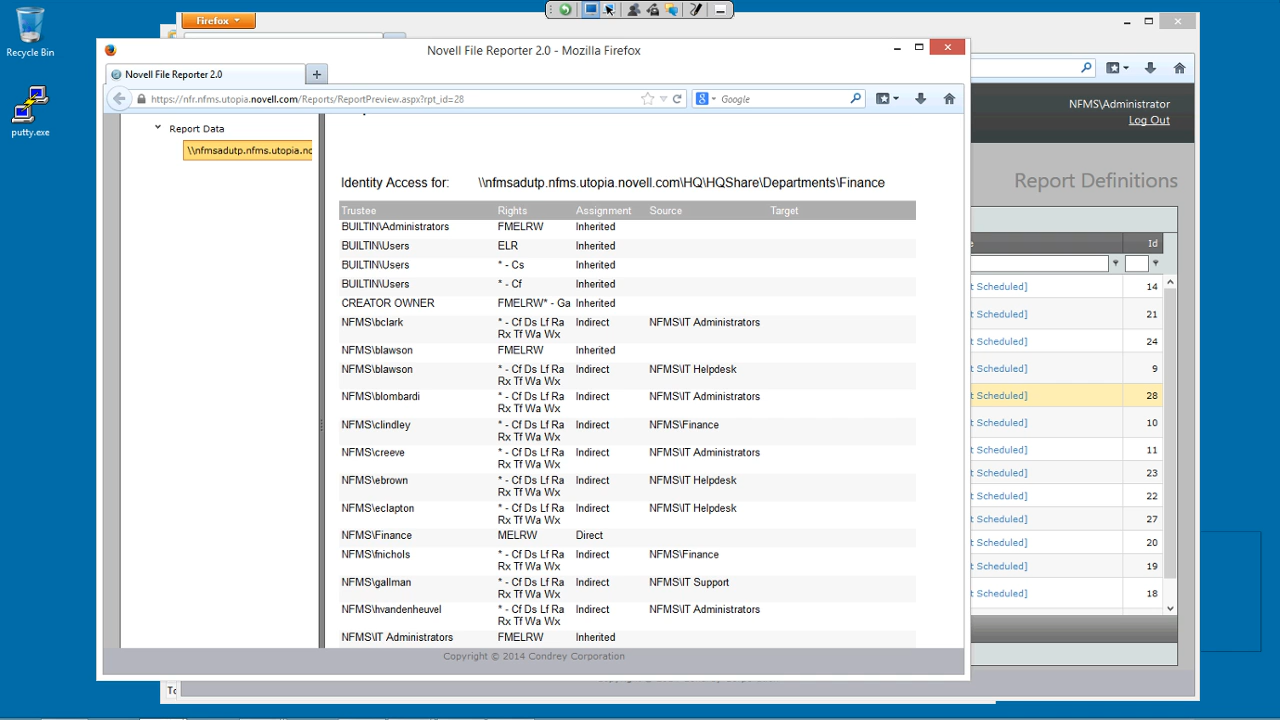 Recycle Bin
putty.exe
Firefox
Novell File Reporter 2.0 - Mozilla Firefox
Novell File Reporter 2.0
https://nfr.nfms.utopia.novell.com/Reports/ReportPreview.aspx?rpt_id=28
Google
Report Data
\\nfmsadutp.nfms.utopia.no
Identity Access for: \\nfmsadutp.nfms.utopia.novell.com\HQ\HQShare\Departments\Finance
Trustee Rights Assignment Source Target
BUILTIN\Administrators FMELRW Inherited
BUILTIN\Users ELR Inherited
BUILTIN\Users * - Cs Inherited
BUILTIN\Users * - Cf Inherited
CREATOR OWNER FMELRW* - Ga Inherited
NFMS\bclark * - Cf Ds Lf Ra Indirect NFMS\IT Administrators
Rx Tf Wa Wx
NFMS\blawson FMELRW Inherited
NFMS\blawson * - Cf Ds Lf Ra Indirect NFMS\IT Helpdesk
Rx Tf Wa Wx
NFMS\blombardi * - Cf Ds Lf Ra Indirect NFMS\IT Administrators
Rx Tf Wa Wx
NFMS\clindley * - Cf Ds Lf Ra Indirect NFMS\Finance
Rx Tf Wa Wx
NFMS\creeve * - Cf Ds Lf Ra Indirect NFMS\IT Administrators
Rx Tf Wa Wx
NFMS\ebrown * - Cf Ds Lf Ra Indirect NFMS\IT Helpdesk
Rx Tf Wa Wx
NFMS\eclapton * - Cf Ds Lf Ra Indirect NFMS\IT Helpdesk
Rx Tf Wa Wx
NFMS\Finance MELRW Direct
NFMS\fnichols * - Cf Ds Lf Ra Indirect NFMS\Finance
Rx Tf Wa Wx
NFMS\gallman * - Cf Ds Lf Ra Indirect NFMS\IT Support
Rx Tf Wa Wx
NFMS\hvandenheuvel * - Cf Ds Lf Ra Indirect NFMS\IT Administrators
Rx Tf Wa Wx
NFMS\IT Administrators FMELRW Inherited
Copyright © 2014 Condrey Corporation
NFMS\Administrator
Log Out
Report Definitions
e Id
t Scheduled] 14
t Scheduled] 21
t Scheduled] 24
t Scheduled] 9
t Scheduled] 28
t Scheduled] 10
t Scheduled] 11
t Scheduled] 23
t Scheduled] 22
t Scheduled] 27
t Scheduled] 20
t Scheduled] 19
t Scheduled] 18
To